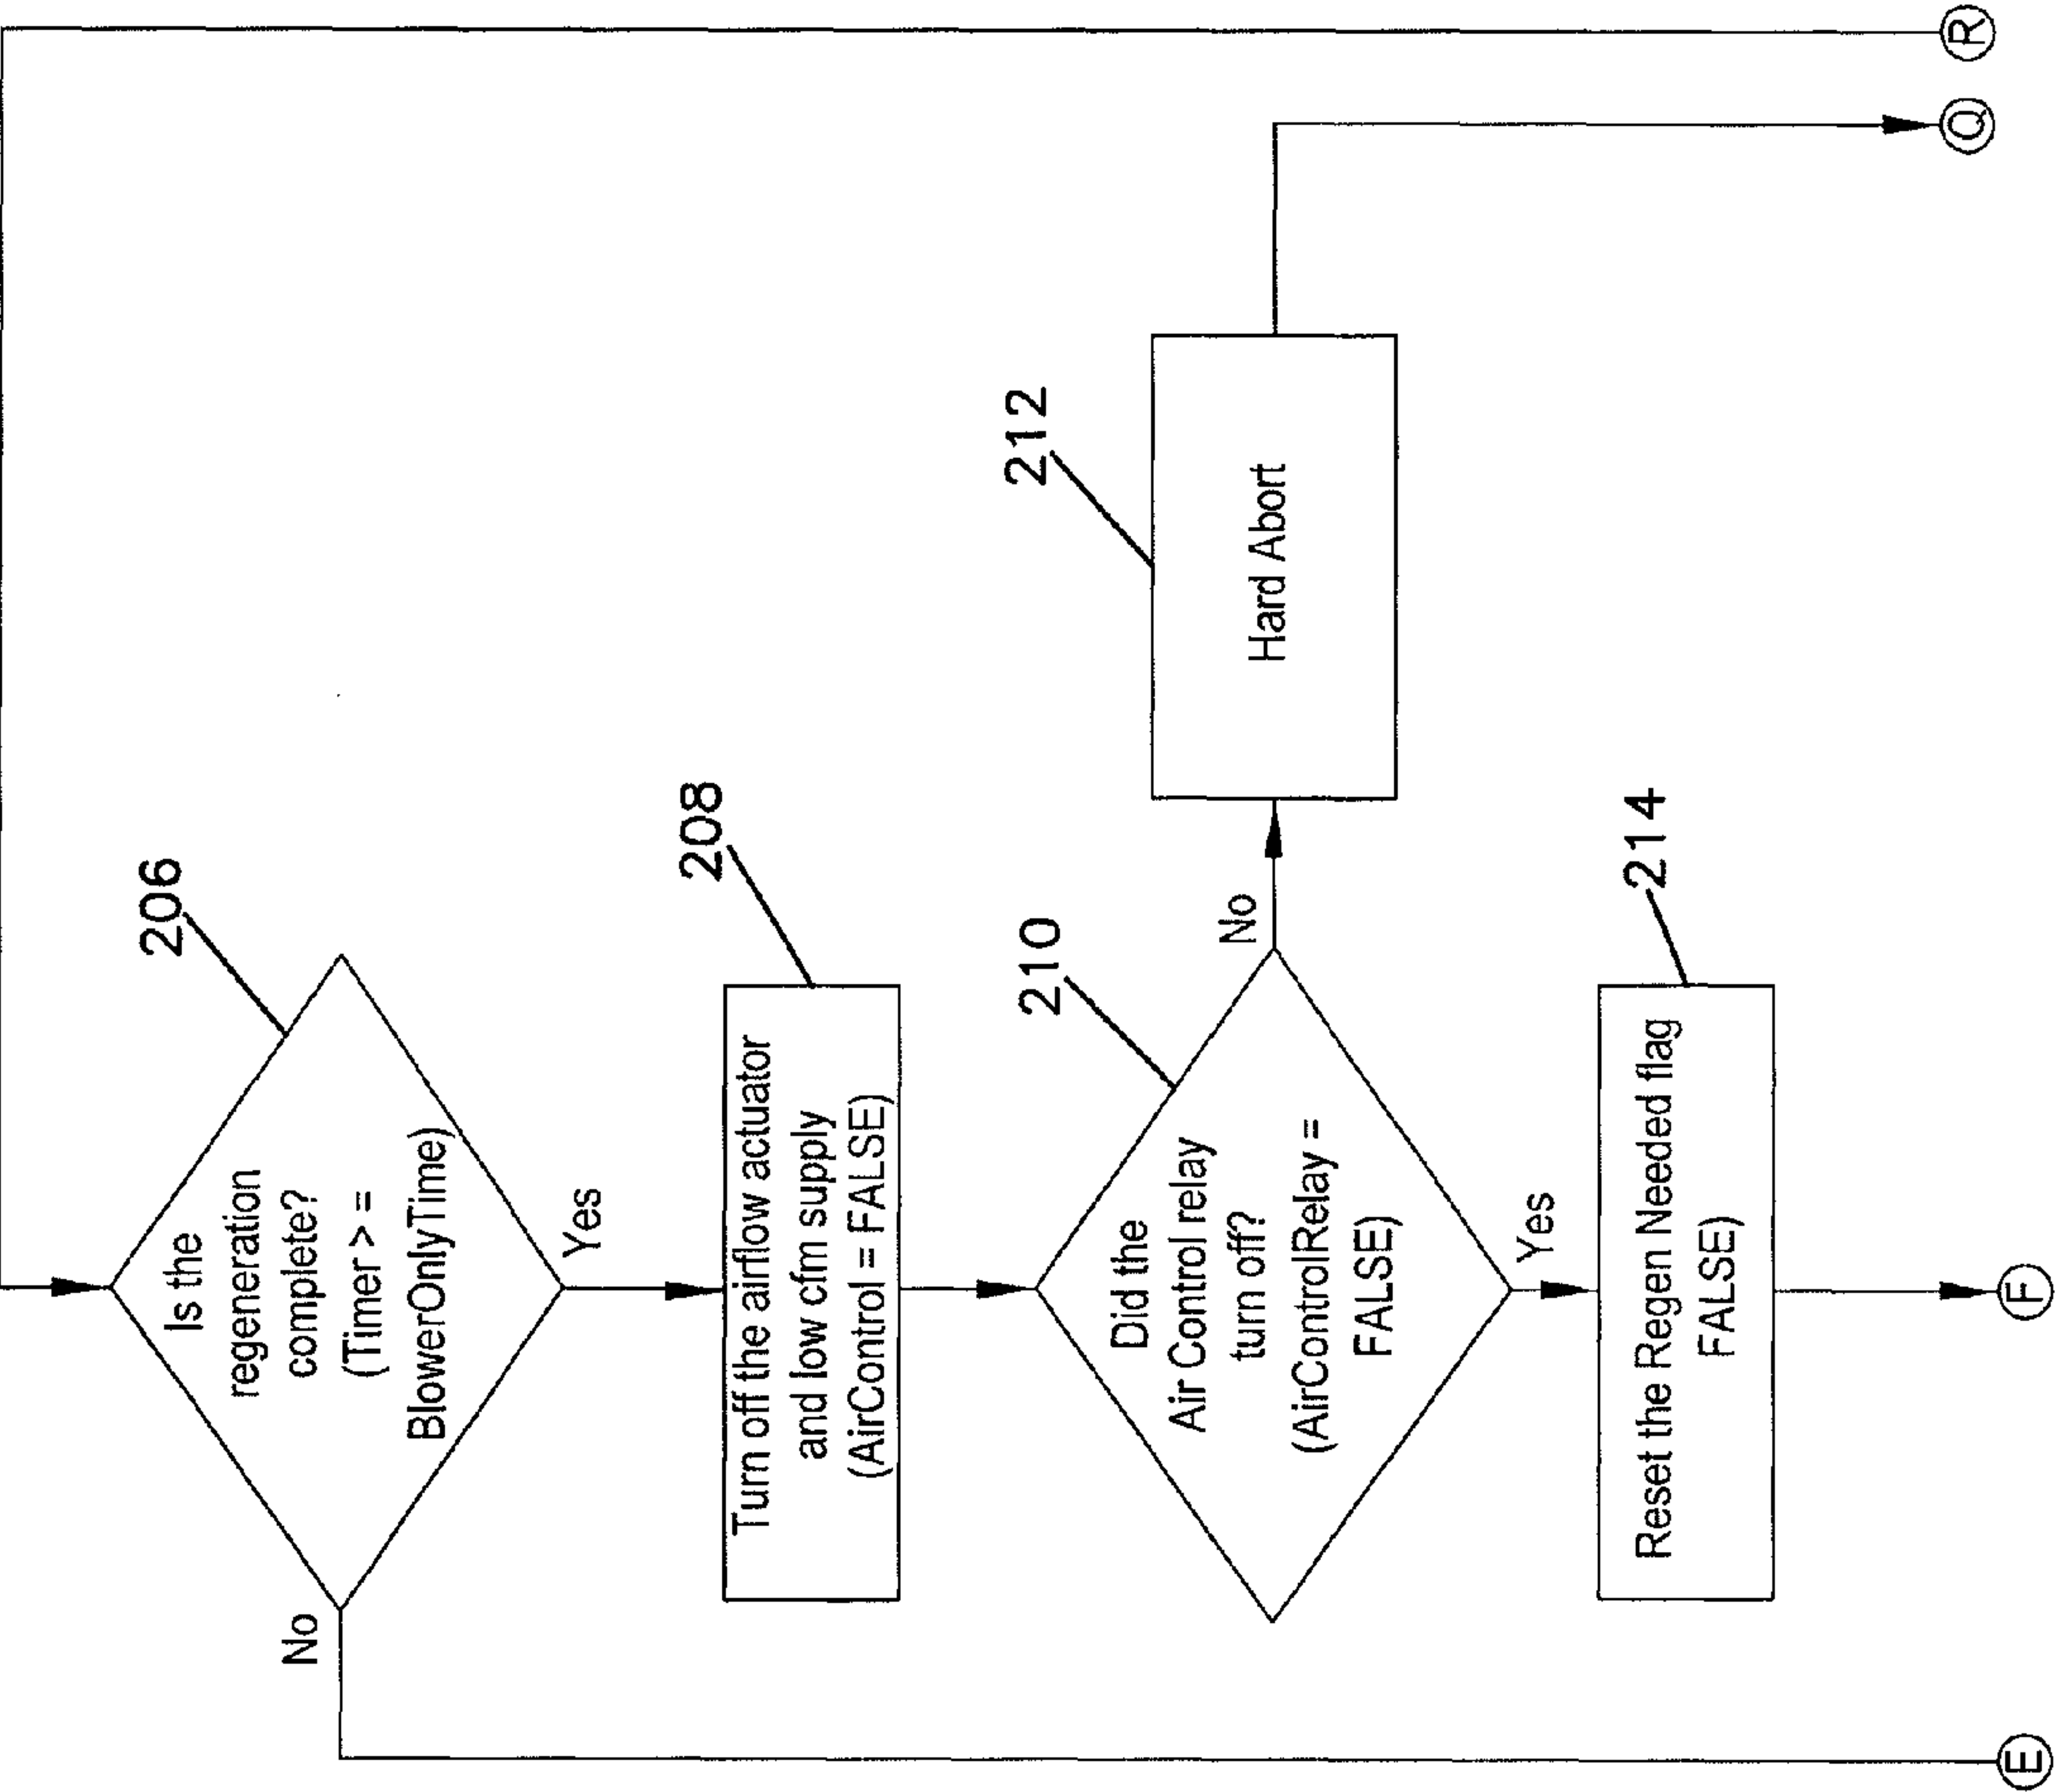 206
Is the
regeneration
complete?
(Timer > =
BlowerOnlyTime)
No
Yes
208
Turn off the airflow actuator
and low cfm supply
(AirControl = FALSE)
210
Did the
Air Control relay
turn off?
(AirControlRelay =
FALSE)
No
Yes
212
Hard Abort
214
Reset the Regen Needed flag
FALSE)
E
F
Q
R